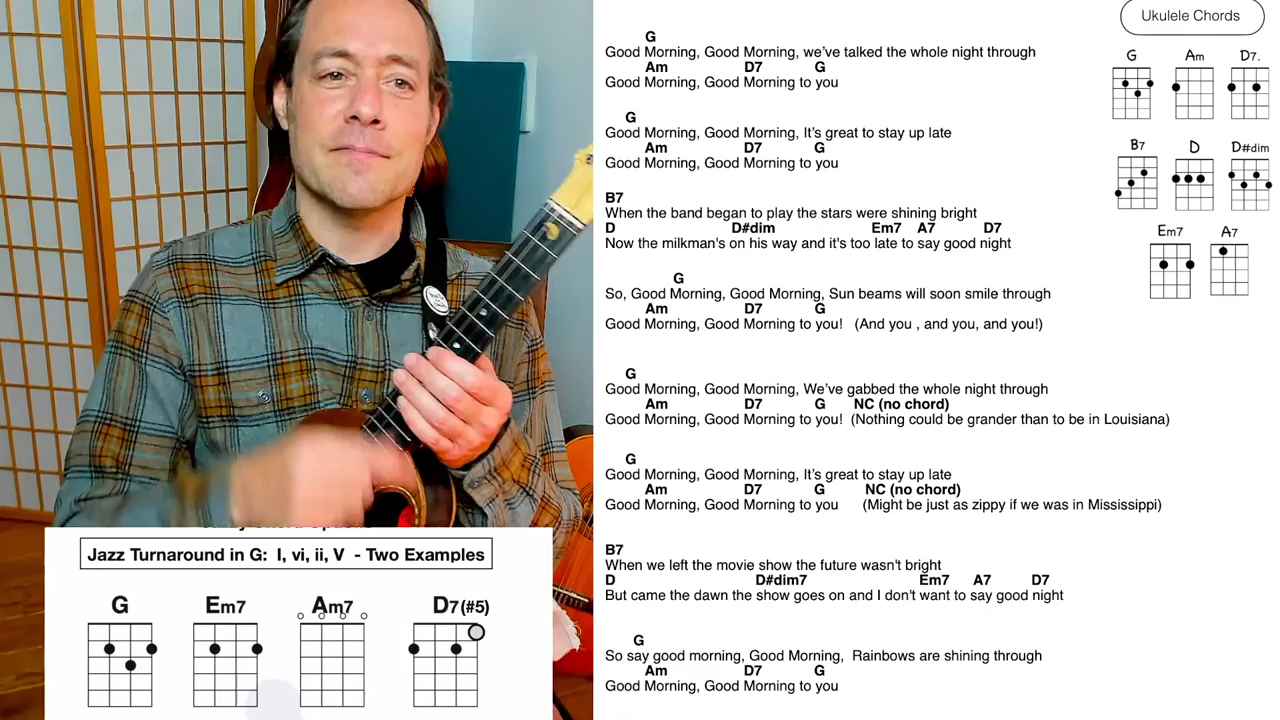 Ukulele Chords
G Am D7.
B7 D D#dim
Em7 A7
G
Good Morning, Good Morning, we've talked the whole night through
Am D7 G
Good Morning, Good Morning to you
G
Good Morning, Good Morning, It's great to stay up late
Am D7 G
Good Morning, Good Morning to you
B7
When the band began to play the stars were shining bright
D D#dim Em7 A7 D7
Now the milkman's on his way and it's too late to say good night
G
So, Good Morning, Good Morning, Sun beams will soon smile through
Am D7 G
Good Morning, Good Morning to you! (And you , and you, and you!)
G
Good Morning, Good Morning, We've gabbed the whole night through
Am D7 G NC (no chord)
Good Morning, Good Morning to you! (Nothing could be grander than to be in Louisiana)
G
Good Morning, Good Morning, It's great to stay up late
Am D7 G NC (no chord)
Good Morning, Good Morning to you (Might be just as zippy if we was in Mississippi)
B7
When we left the movie show the future wasn't bright
D D#dim7 Em7 A7 D7
But came the dawn the show goes on and I don't want to say good night
G
So say good morning, Good Morning, Rainbows are shining through
Am D7 G
Good Morning, Good Morning to you
Jazz Turnaround in G: I, vi, ii, V - Two Examples
G Em7 Am7 D7(#5)